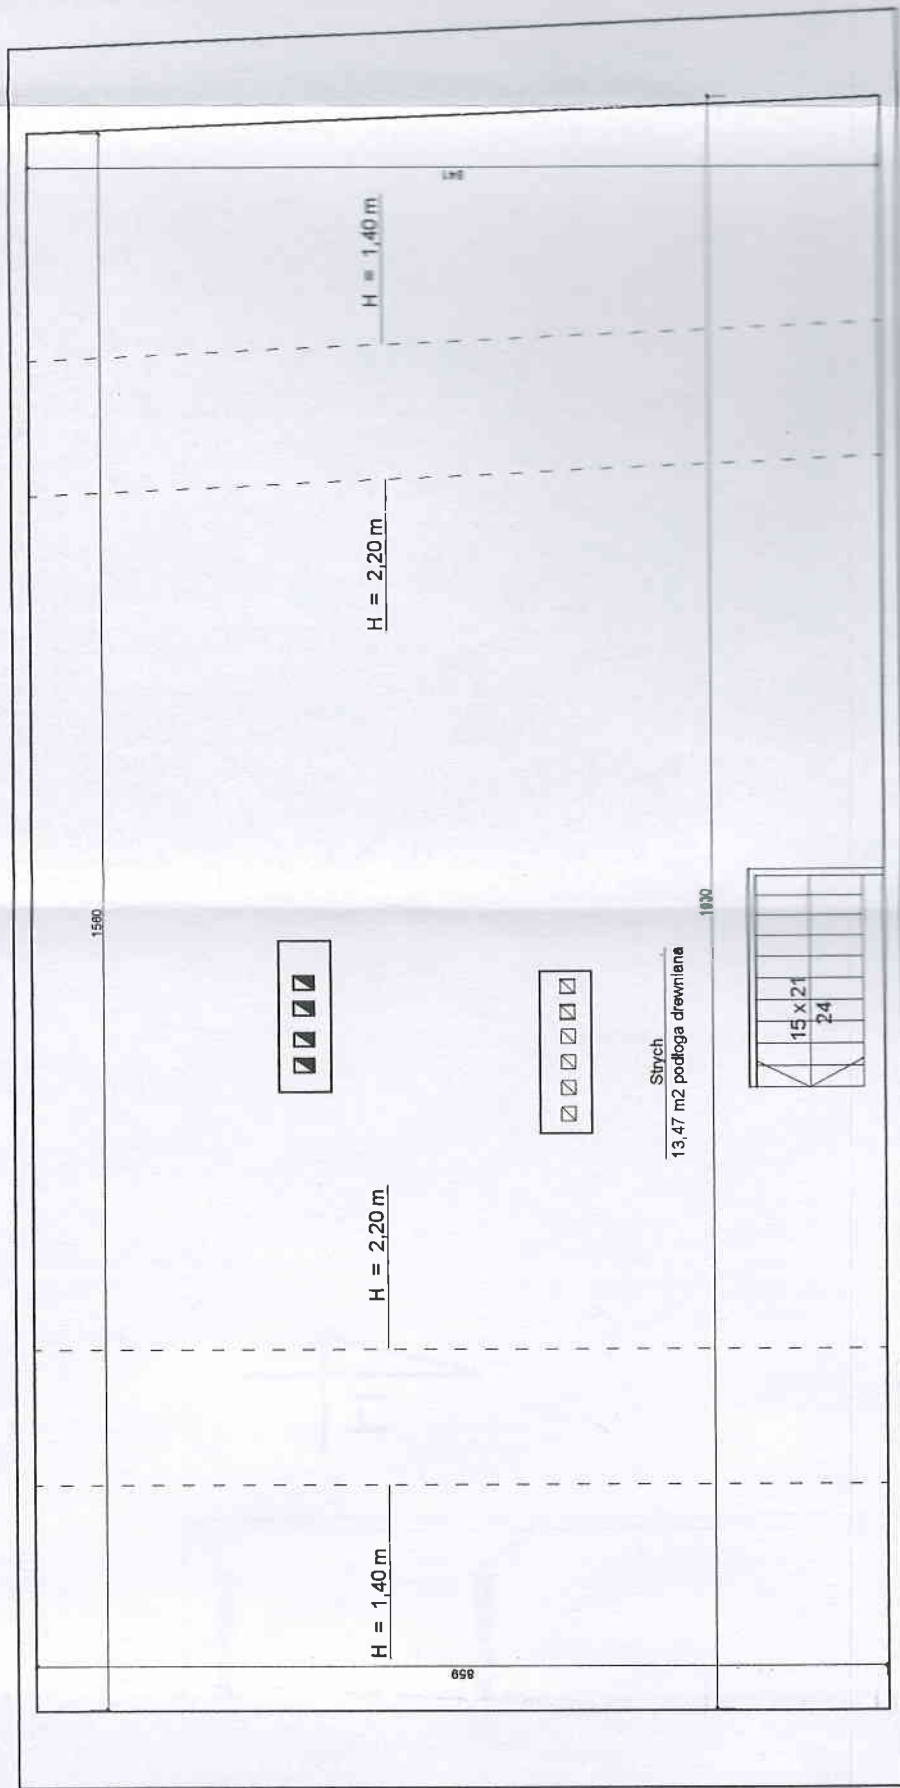 941
H = 1,40 m
H = 2,20 m
1580
Strych
13,47 m2 podłoga drewniana
15 x 21
24
H = 2,20 m
H = 1,40 m
859